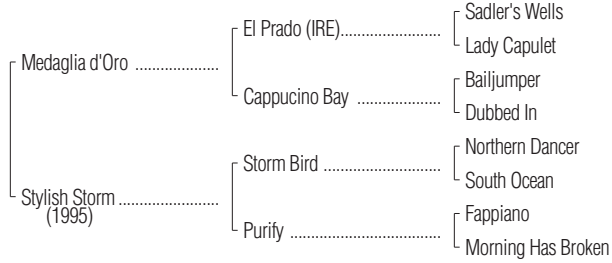 Sadler's Wells
El Prado (IRE)........................
Lady Capulet
Medaglia d'Oro .....................
Bailjumper
Cappucino Bay .....................
Dubbed In
Northern Dancer
Storm Bird .............................
South Ocean
Stylish Storm .........................
(1995)
Fappiano
Purify .....................................
Morning Has Broken